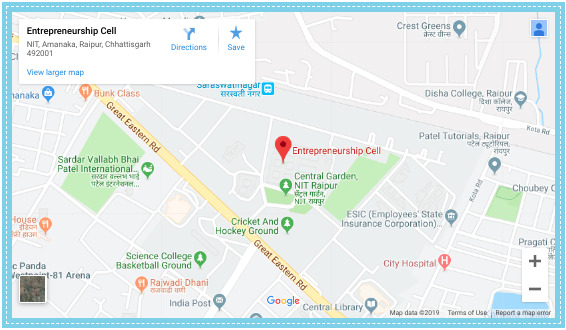 Entrepreneurship Cell
NIT, Amanaka, Raipur, Chhattisgarh
492001
Directions
Save
View larger map
Crest Greens
क्रेस्ट ग्रीन्स
Saraswatinagar
सरस्वती नगर
manaka
Bunk Class
Disha College, Raipur
दिशा कॉलेज,
रायपुर
Kota Rd
Great Eastern Rd
Patel Tutorials, Raipur
पटेल ट्यूटोरियल,
रायपुर
Entrepreneurship Cell
Sardar Vallabh Bhai
Patel International...
सरदार वल्लभ भाई
पटेल इंटरनेशनल...
Central Garden,
NIT Raipur
सेंट्रल गार्डन,
NIT रायपुर
Kota Rd
Choubey C
House
इंडियन
कॉफ़ी हा
Cricket And
Hockey Ground
ESIC (Employees' State
Insurance Corporation)
Pragati C
Science College
Basketball Ground
Great Eastern Rd
City Hospital
ic Panda
estpoint-81 Arena
Rajwadi Dhani
राजवाड़ी धणी
India Post
Google
Central Library
Map data ©2019
Terms of Use
Report a map error